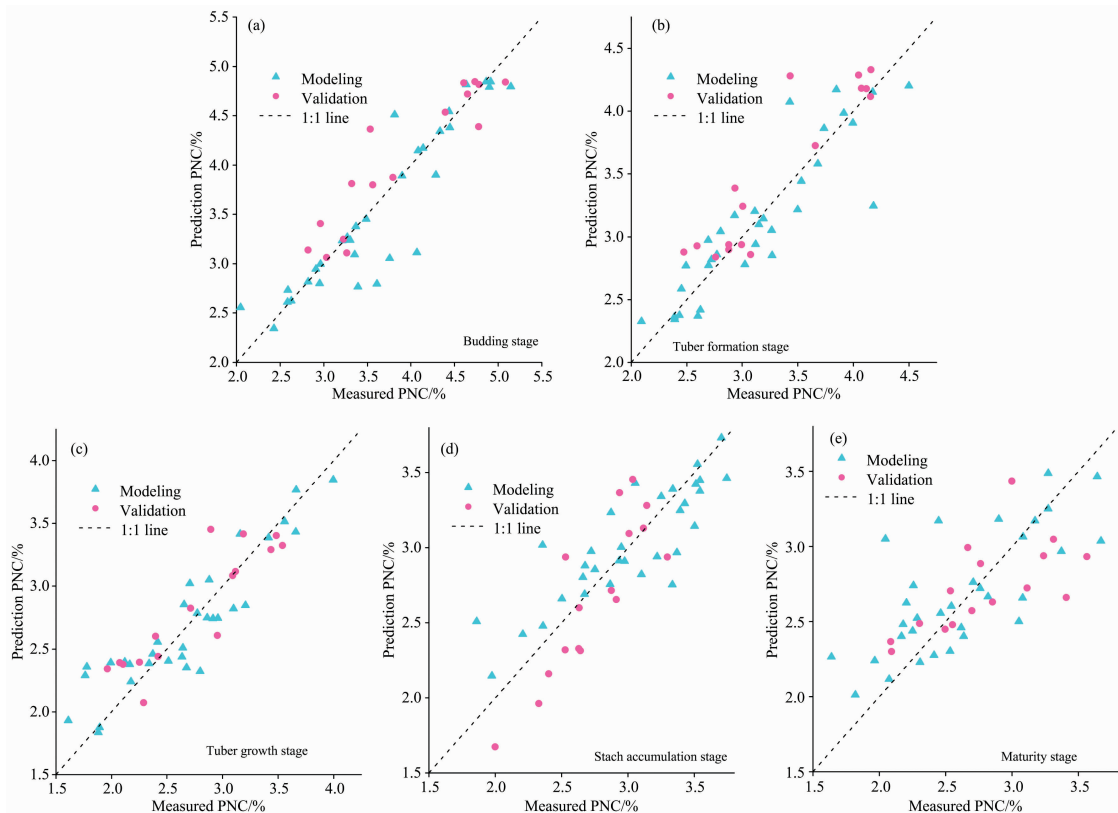 (a)
5.5
5.0
4.5
4.0
3.5
3.0
2.5
2.0
Prediction PNC/%
Modeling
Validation
1:1 line
Budding stage
2.0 2.5 3.0 3.5 4.0 4.5 5.0 5.5
Measured PNC/%
(b)
4.5
4.0
3.5
3.0
2.5
2.0
Prediction PNC/%
Modeling
Validation
1:1 line
Tuber formation stage
2.0 2.5 3.0 3.5 4.0 4.5
Measured PNC/%
(c)
4.0
3.5
3.0
2.5
2.0
1.5
Prediction PNC/%
Modeling
Validation
1:1 line
Tuber growth stage
1.5 2.0 2.5 3.0 3.5 4.0
Measured PNC/%
(d)
3.5
3.0
2.5
2.0
1.5
Prediction PNC/%
Modeling
Validation
1:1 line
Stach accumulation stage
1.5 2.0 2.5 3.0 3.5
Measured PNC/%
(e)
3.5
3.0
2.5
2.0
1.5
Prediction PNC/%
Modeling
Validation
1:1 line
Maturity stage
1.5 2.0 2.5 3.0 3.5
Measured PNC/%